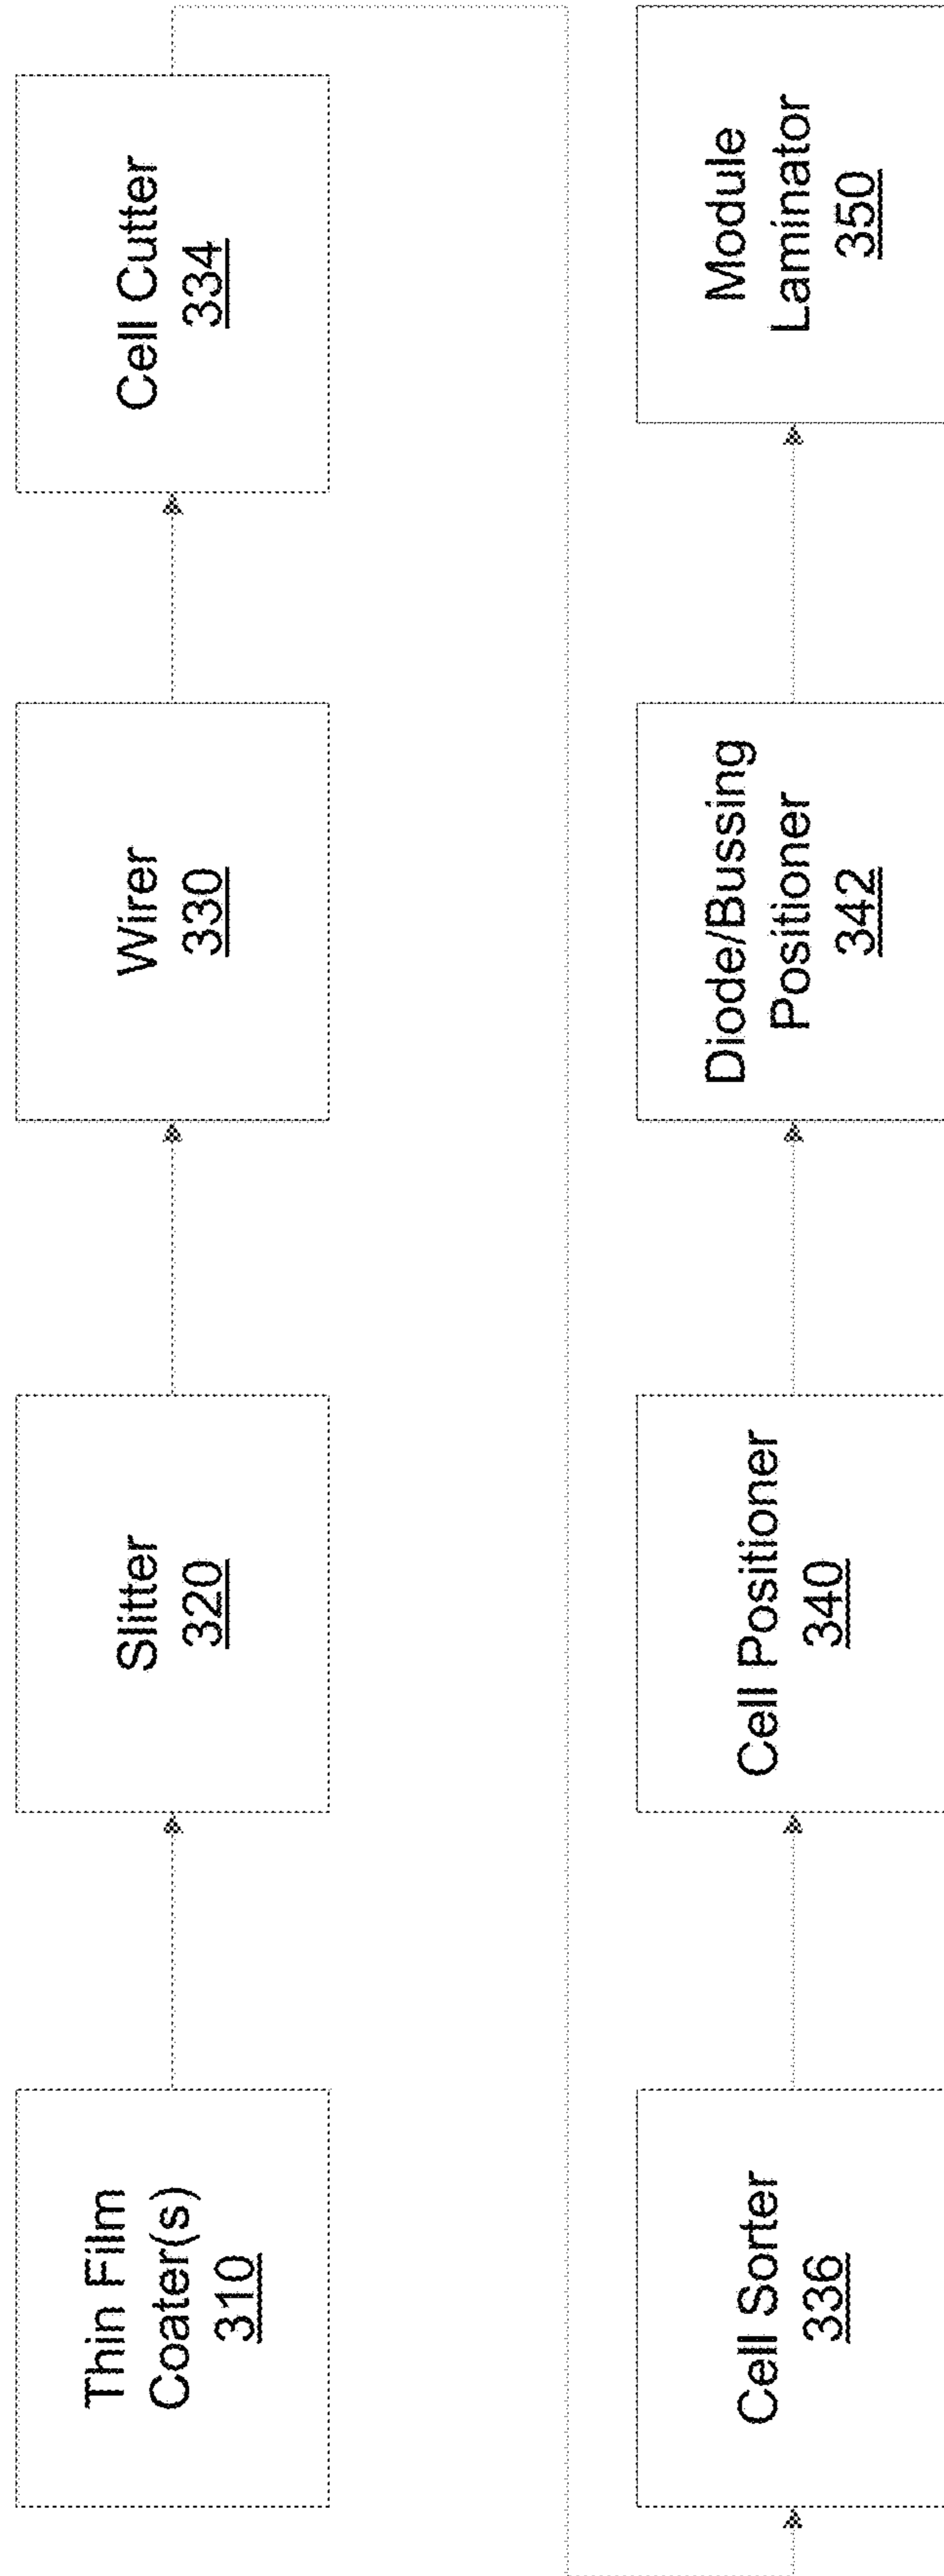 Thin Film
Coater(s)
310
Slitter
320
Wirer
330
Cell Cutter
334
Cell Sorter
336
Cell Positioner
340
Diode/Bussing
Positioner
342
Module
Laminator
350